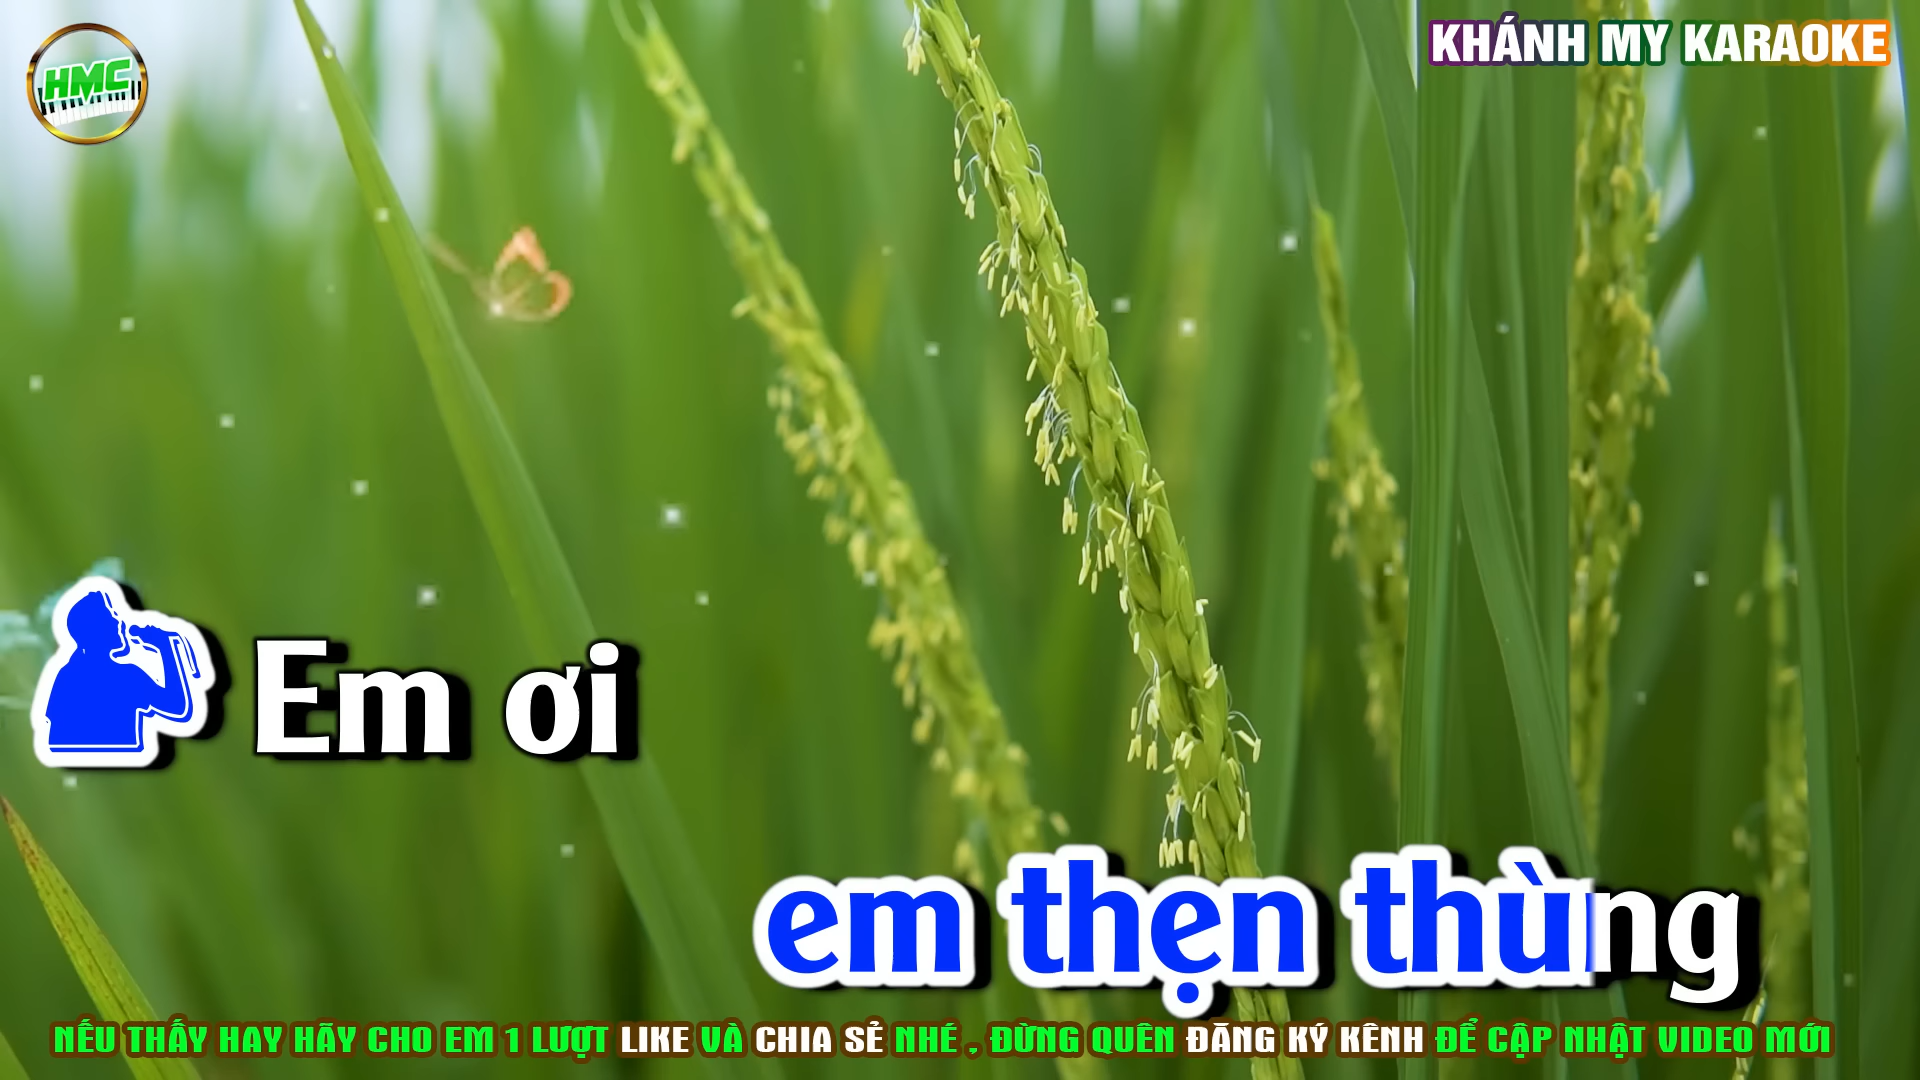 HMC
KHÁNH MY KARAOKE
Em ơi
em thẹn thùng
NẾU THẤY HAY HÃY CHO EM 1 LƯỢT LIKE VÀ CHIA SẺ NHÉ , ĐỪNG QUÊN ĐĂNG KÝ KÊNH ĐỂ CẬP NHẬT VIDEO MỚI